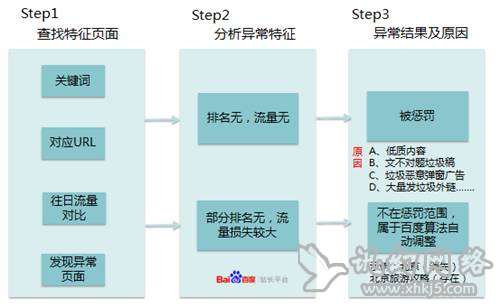 Step1
查找特征页面
关键词
对应URL
往日流量
对比
发现异常
页面
Step2
分析异常特征
排名无，流量无
部分排名无，流
量损失较大
Bai百度 站长平台
Step3
异常结果及原因
被惩罚
原因
A、低质内容
B、文不对题垃圾稿
C、垃圾恶意弹窗广告
D、大量发垃圾外链......
不在惩罚范围，
属于百度算法自
动调整
北京旅游攻略（存在）
www.xhkj5.com